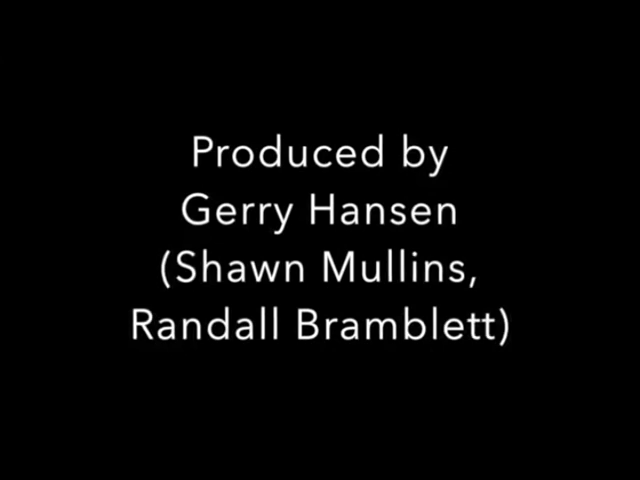 Produced by
Gerry Hansen
(Shawn Mullins,
Randall Bramblett)